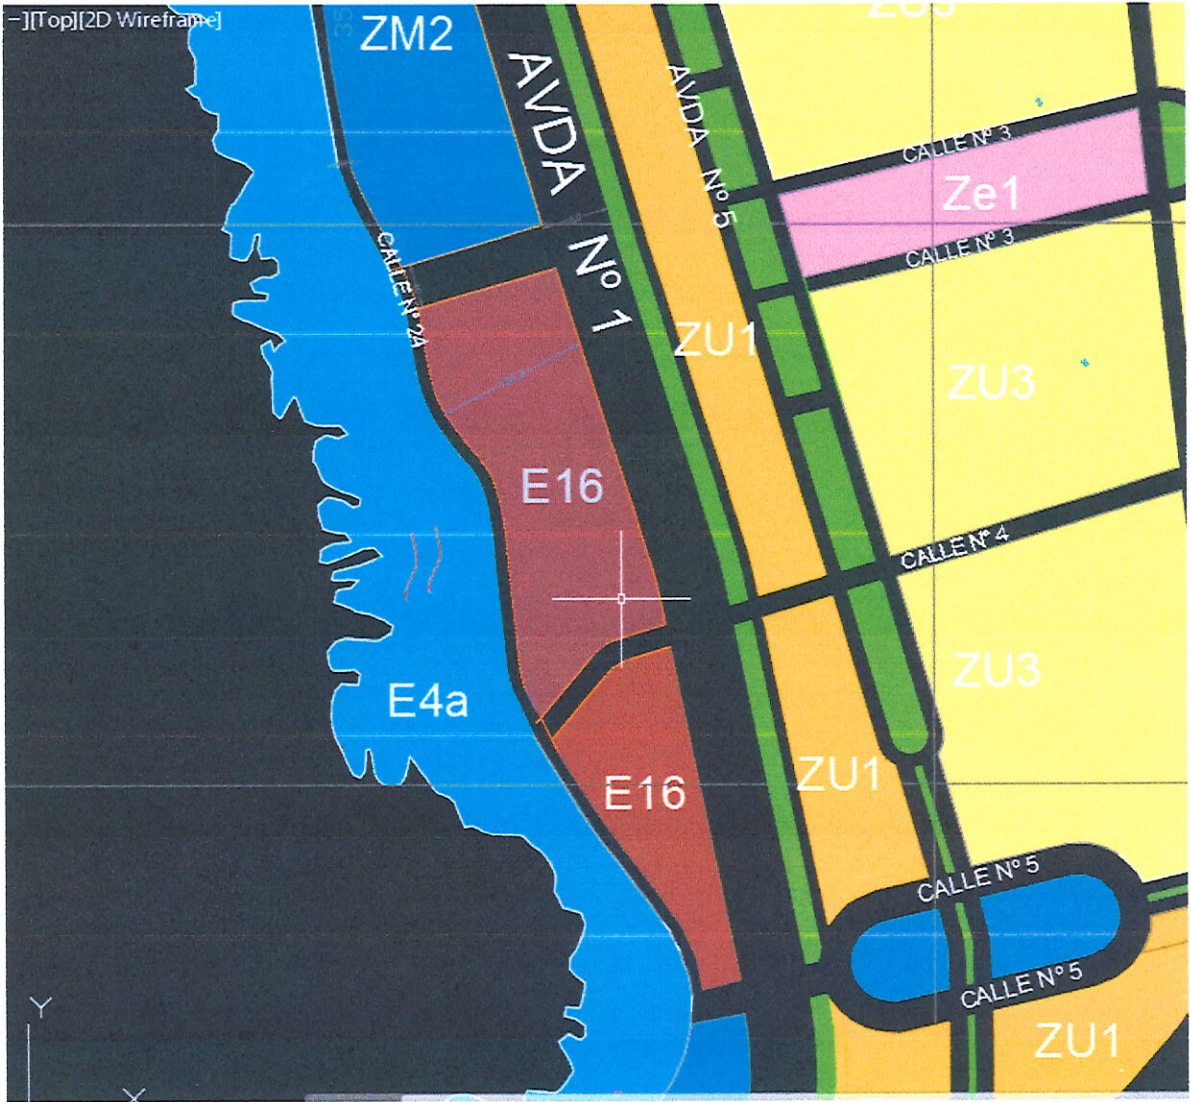 -][Top][2D Wireframe]
ZM2
AVDA Nº 1
AVDA Nº 5
CALLE Nº 3
Ze1
CALLE Nº 3
CALLE Nº 24
ZU1
ZU3
E16
CALLE Nº 4
ZU3
E4a
ZU1
E16
CALLE Nº 5
CALLE Nº 5
ZU1
Y
X